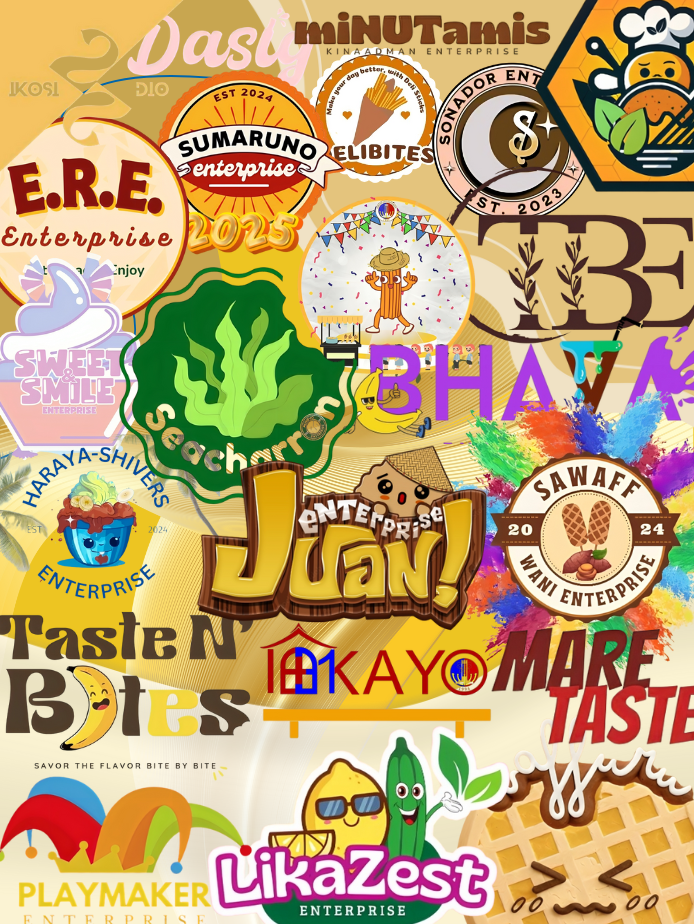 Dasty
miNUTamis
KINAADMAN ENTERPRISE
IKOSI DIO
EST 2024
SUMARUNO
enterprise
Make your day better, with Deli Sticks
ELIBITES
SONADOR ENT
$
EST. 2023
E.R.E.
Enterprise
Enjoy
2025
TBE
SWEET
&
SMILE
ENTERPRISE
Seacharron
BHAVA
HARAYA-SHIVERS
EST 2024
ENTERPRISE
ENTERPRISE
JUAN!
SAWAFF
20 24
WANI ENTERPRISE
Taste N'
Bites
SAVOR THE FLAVOR BITE BY BITE
KAYO
MARE
TASTE
PLAYMAKER
ENTERPRISE
LikaZest
ENTERPRISE